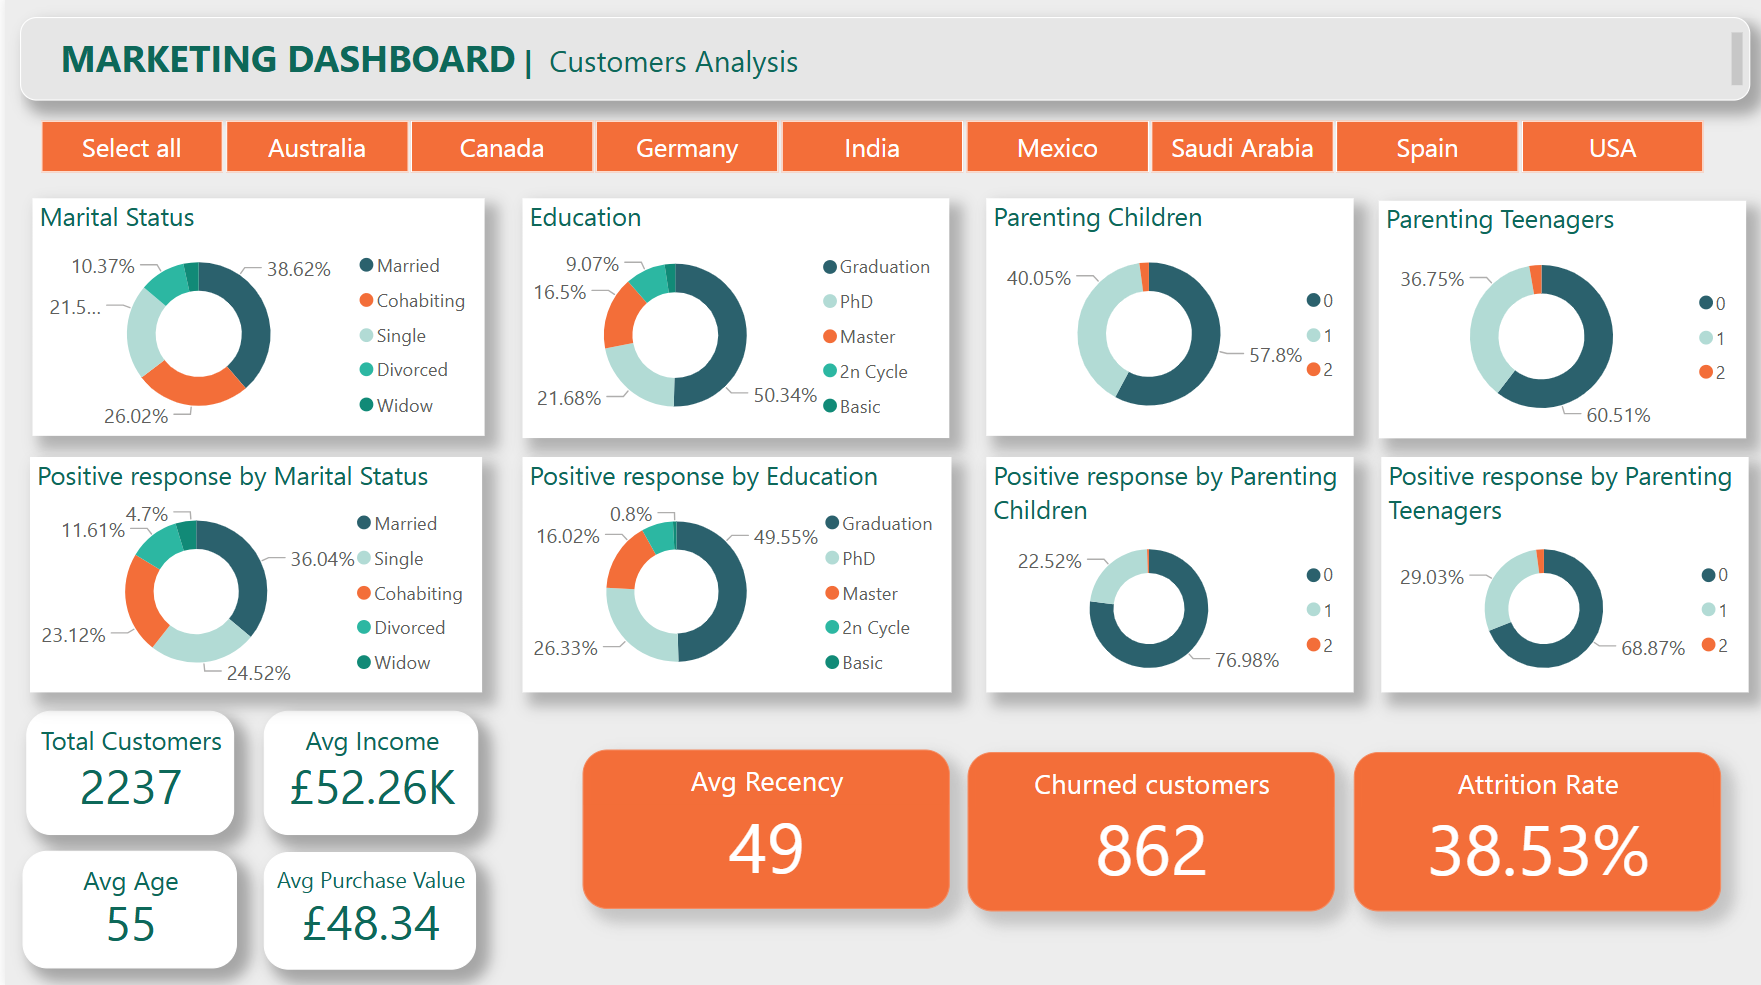 MARKETING DASHBOARD | Customers Analysis
Select all Australia Canada Germany India Mexico Saudi Arabia Spain USA
Marital Status
10.37%
38.62%
21.5...
26.02%
Married
Cohabiting
Single
Divorced
Widow
Education
9.07%
16.5%
21.68%
50.34%
Graduation
PhD
Master
2n Cycle
Basic
Parenting Children
40.05%
57.8%
0
1
2
Parenting Teenagers
36.75%
60.51%
0
1
2
Positive response by Marital Status
4.7%
11.61%
36.04%
23.12%
24.52%
Married
Single
Cohabiting
Divorced
Widow
Positive response by Education
0.8%
16.02%
49.55%
26.33%
Graduation
PhD
Master
2n Cycle
Basic
Positive response by Parenting
Children
22.52%
76.98%
0
1
2
Positive response by Parenting
Teenagers
29.03%
68.87%
0
1
2
Total Customers
2237
Avg Income
£52.26K
Avg Age
55
Avg Purchase Value
£48.34
Avg Recency
49
Churned customers
862
Attrition Rate
38.53%